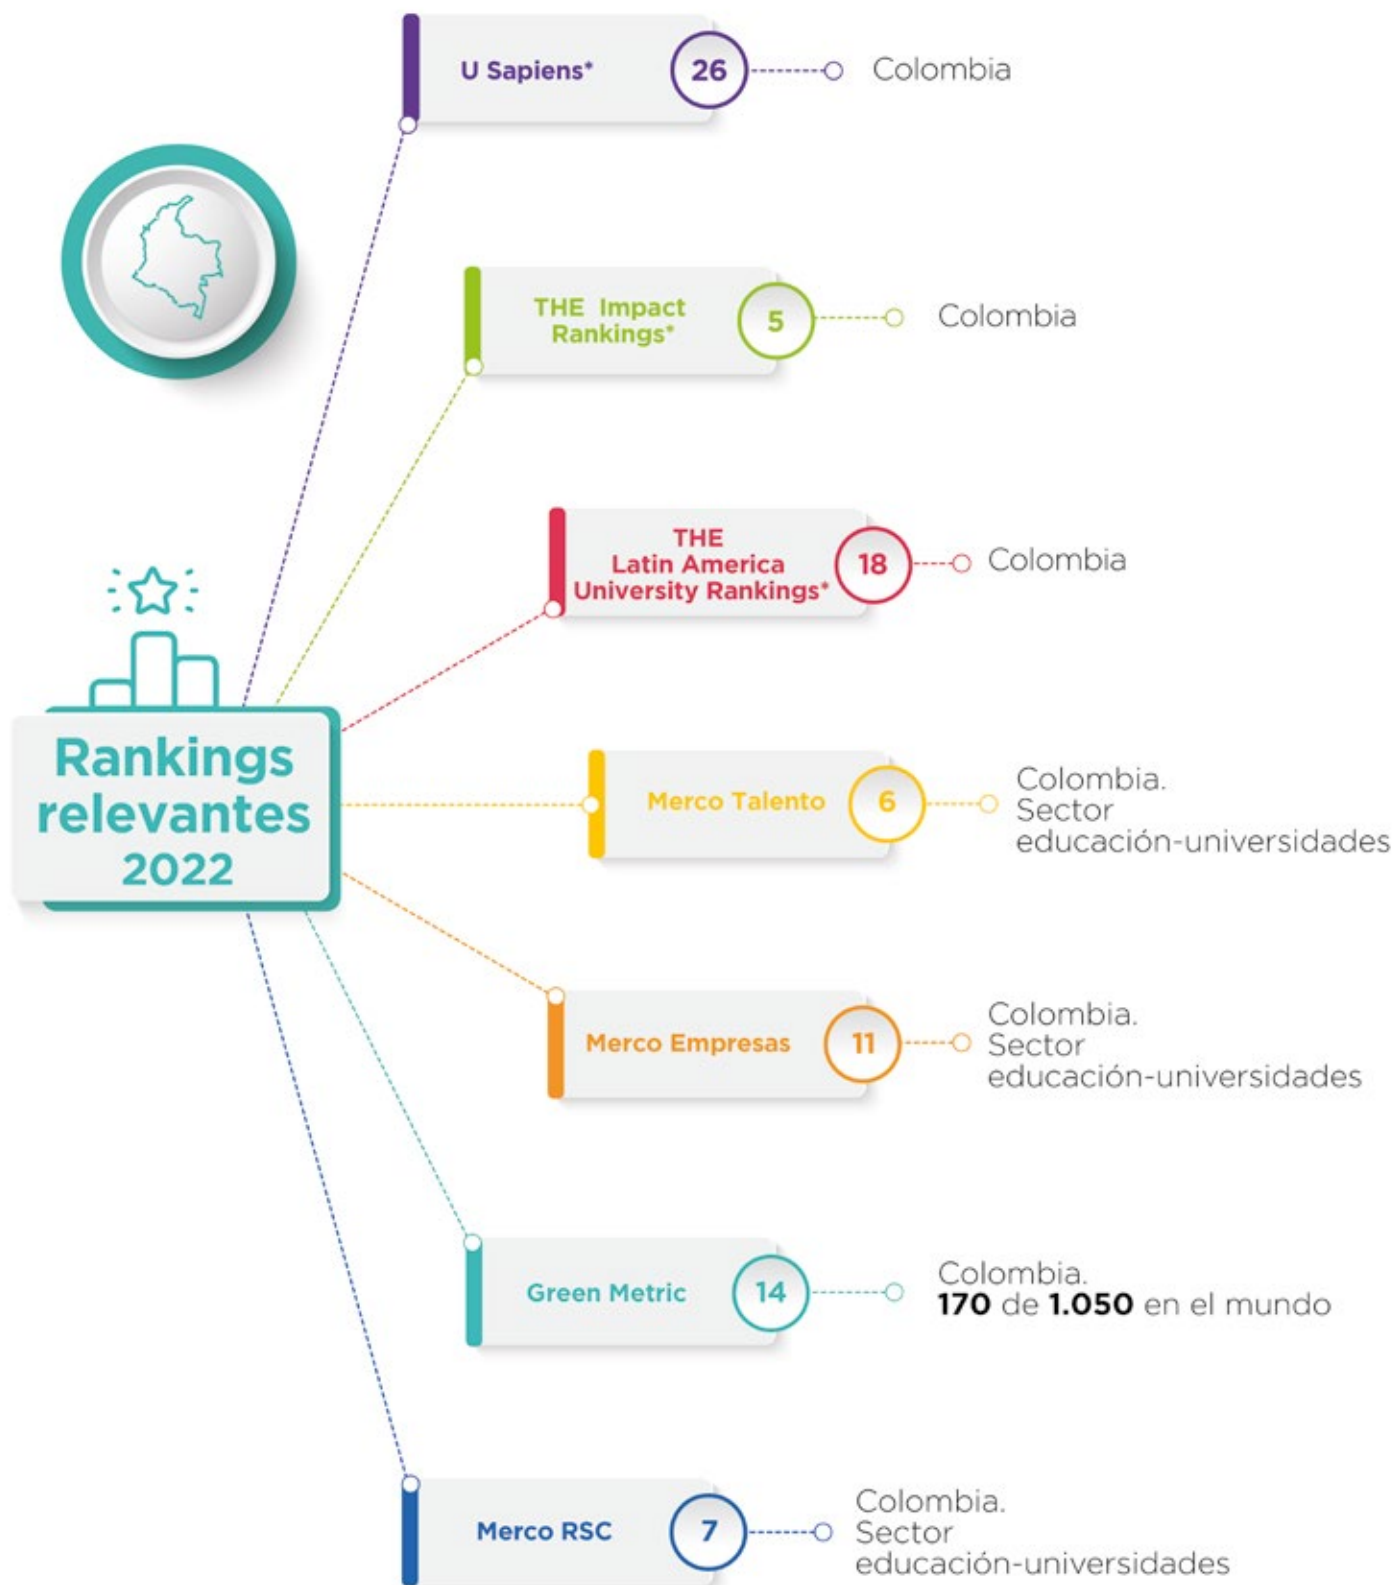 U Sapiens*
26
Colombia
THE Impact
Rankings*
5
Colombia
THE
Latin America
University Rankings*
18
Colombia
Rankings
relevantes
2022
Merco Talento
6
Colombia.
Sector
educación-universidades
Merco Empresas
11
Colombia.
Sector
educación-universidades
Green Metric
14
Colombia.
170 de 1.050 en el mundo
Merco RSC
7
Colombia.
Sector
educación-universidades